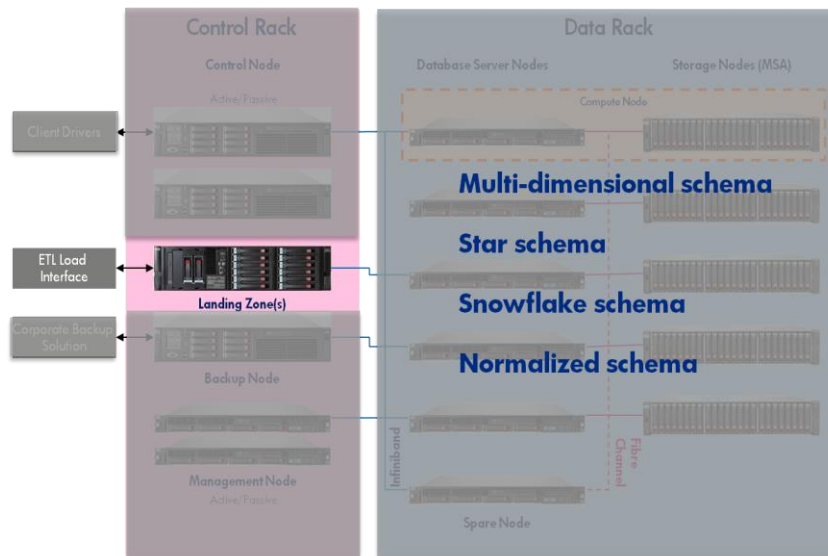 Control Rack
Data Rack
Control Node
Database Server Nodes
Storage Nodes (MSA)
Active/Passive
Compute Node
Client Drivers
Multi-dimensional schema
Star schema
ETL Load
Interface
Landing Zone(s)
Snowflake schema
Corporate Backup
Solution
Normalized schema
Backup Node
Infiniband
Fibre
Channel
Management Node
Active/Passive
Spare Node